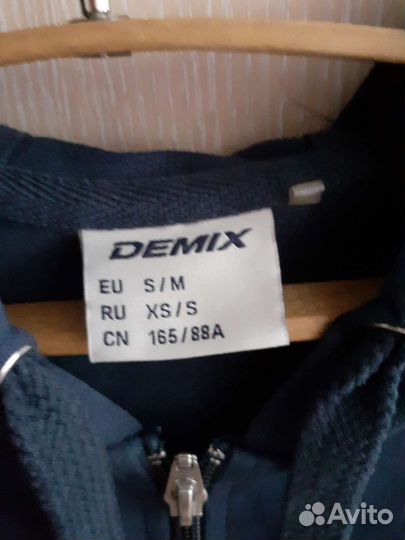 DEMIX
EU S/M
RU XS/S
CN 165/88A
Avito